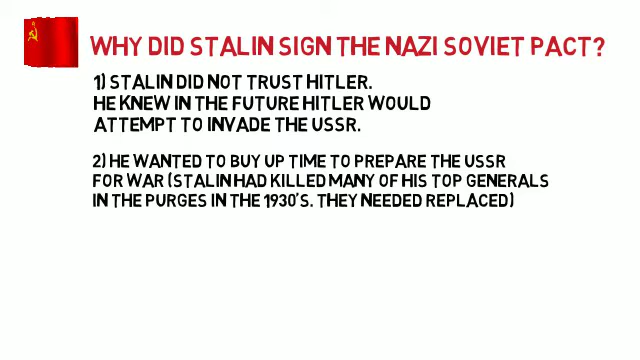 WHY DID STALIN SIGN THE NAZI SOVIET PACT?
1) STALIN DID NOT TRUST HITLER.
HE KNEW IN THE FUTURE HITLER WOULD
ATTEMPT TO INVADE THE USSR.
2) HE WANTED TO BUY UP TIME TO PREPARE THE USSR
FOR WAR (STALIN HAD KILLED MANY OF HIS TOP GENERALS
IN THE PURGES IN THE 1930'S. THEY NEEDED REPLACED)